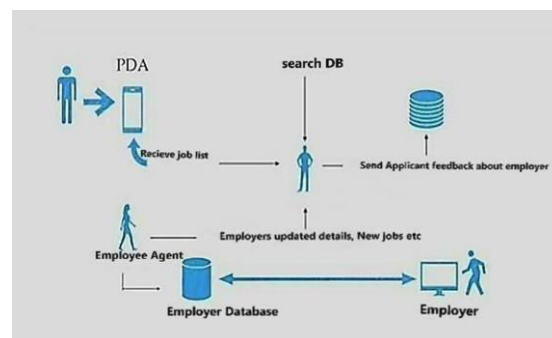 PDA
search DB
Recieve job list
Send Applicant feedback about employer
Employers updated details, New jobs etc
Employee Agent
Employer Database
Employer